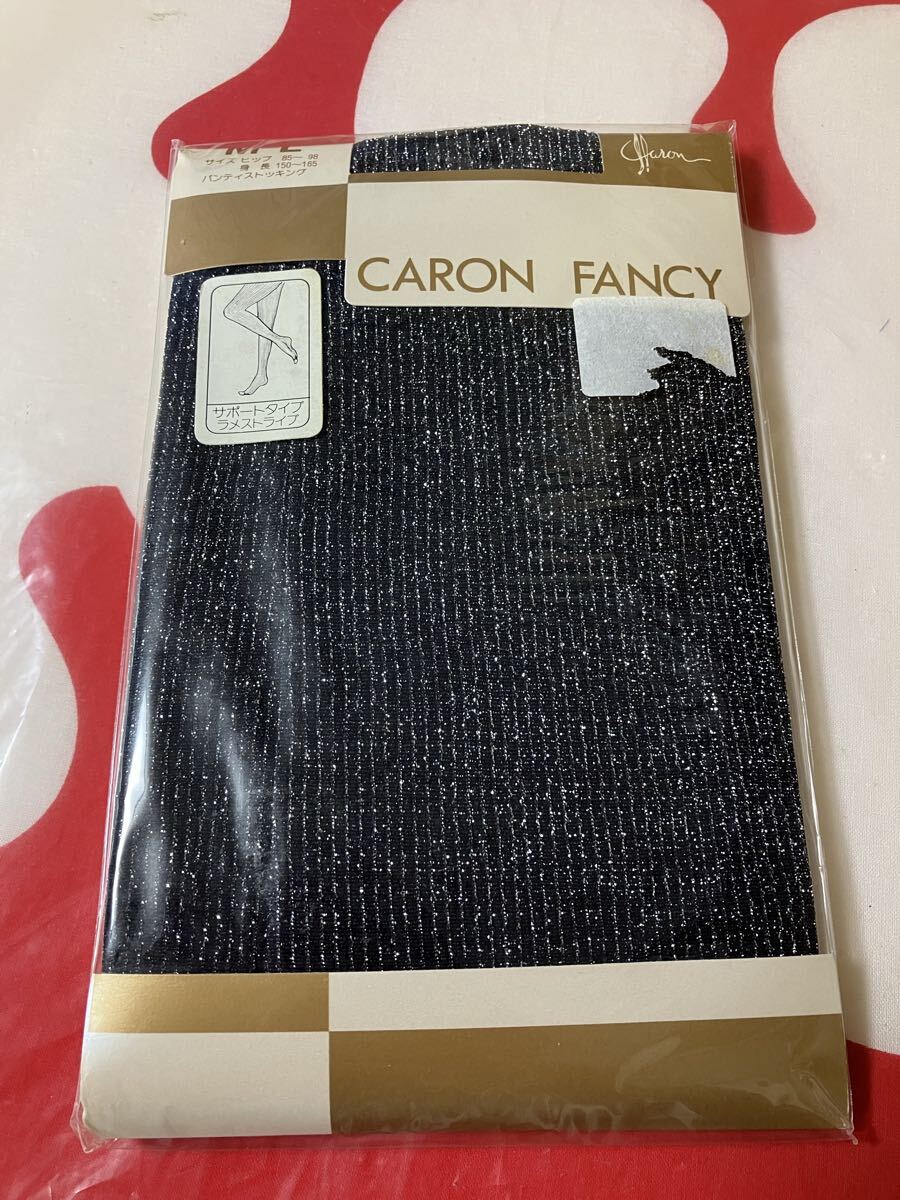 M-L
サイズ ヒップ 85〜98
身長 150〜165
パンティストッキング
Caron
CARON FANCY
サポートタイプ
ラメストライプ